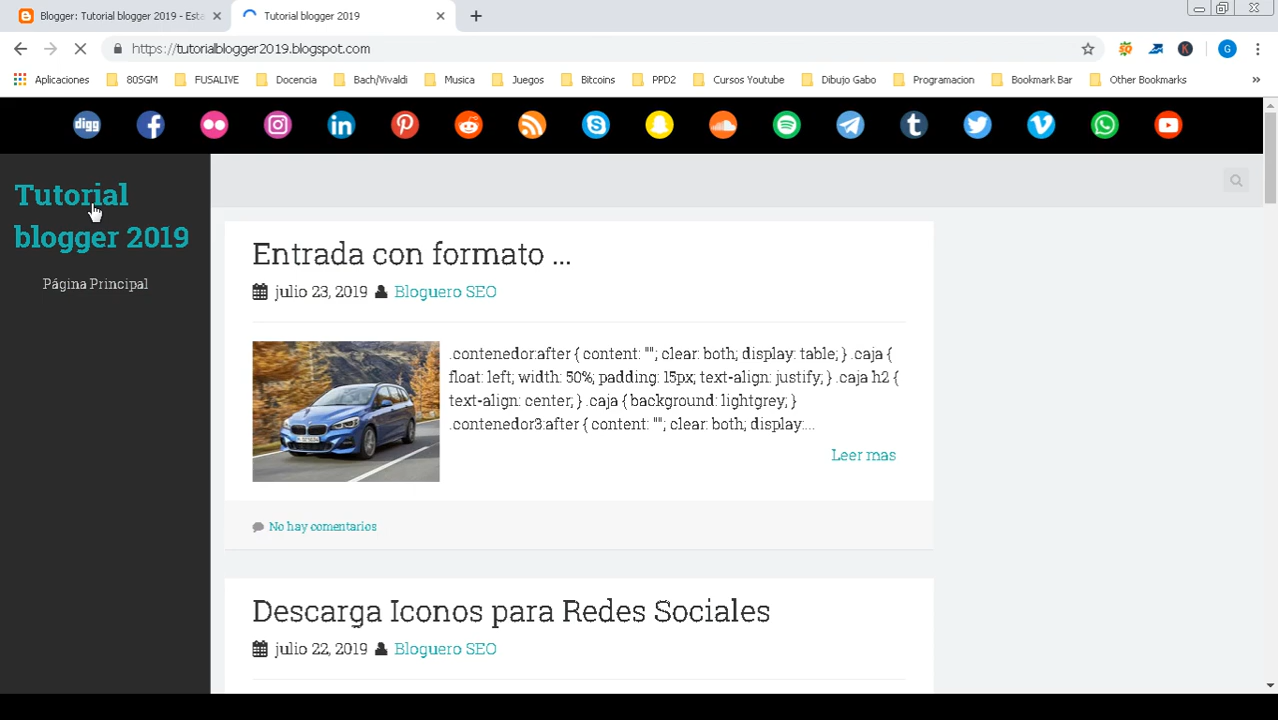 Blogger: Tutorial blogger 2019 - Esta
Tutorial blogger 2019
https://tutorialblogger2019.blogspot.com
G
Aplicaciones
80SGM
FUSALIVE
Docencia
Bach/Vivaldi
Musica
Juegos
Bitcoins
PPD2
Cursos Youtube
Dibujo Gabo
Programacion
Bookmark Bar
Other Bookmarks
digg
Tutorial
blogger 2019
Página Principal
Entrada con formato ...
julio 23, 2019 Bloguero SEO
.contenedor:after { content: ""; clear: both; display: table; } .caja {
float: left; width: 50%; padding: 15px; text-align: justify; } .caja h2 {
text-align: center; } .caja { background: lightgrey; }
.contenedor3:after { content: ""; clear: both; display:...
Leer mas
No hay comentarios
Descarga Iconos para Redes Sociales
julio 22, 2019 Bloguero SEO